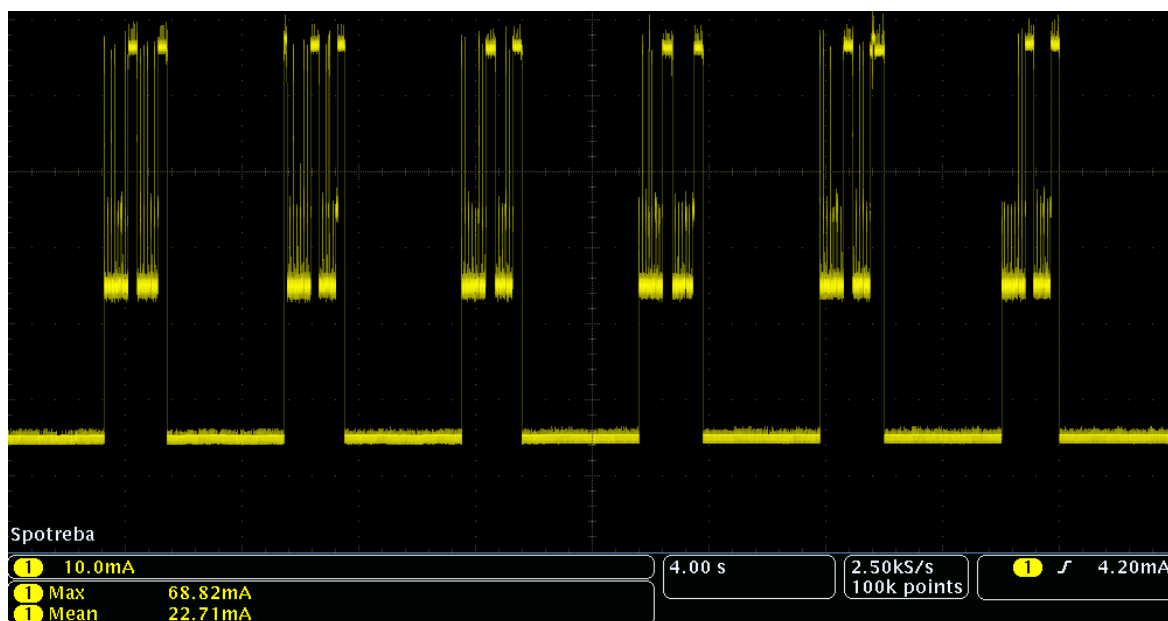 Spotreba
1 10.0mA 4.00 s 2.50kS/s 1 4.20mA
100k points
1 Max 68.82mA
1 Mean 22.71mA